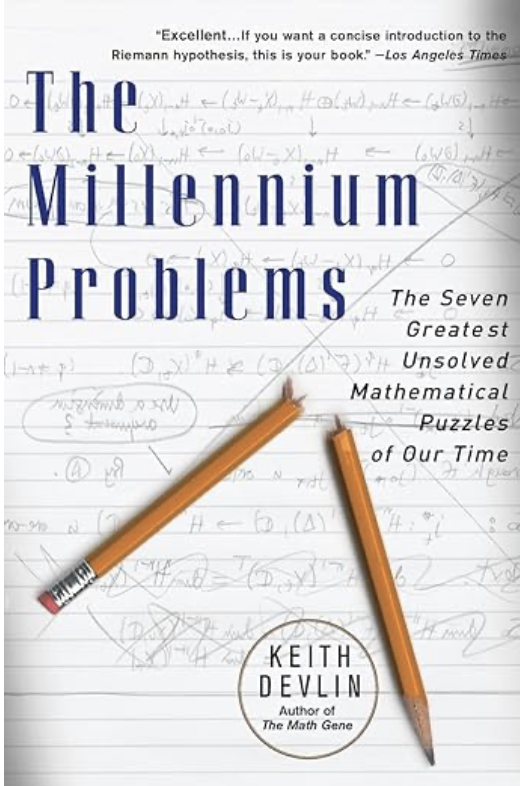 "Excellent...If you want a concise introduction to the
Riemann hypothesis, this is your book." –Los Angeles Times
The
Millennium
Problems
The Seven
Greatest
Unsolved
Mathematical
Puzzles
of Our Time
KEITH
DEVLIN
Author of
The Math Gene